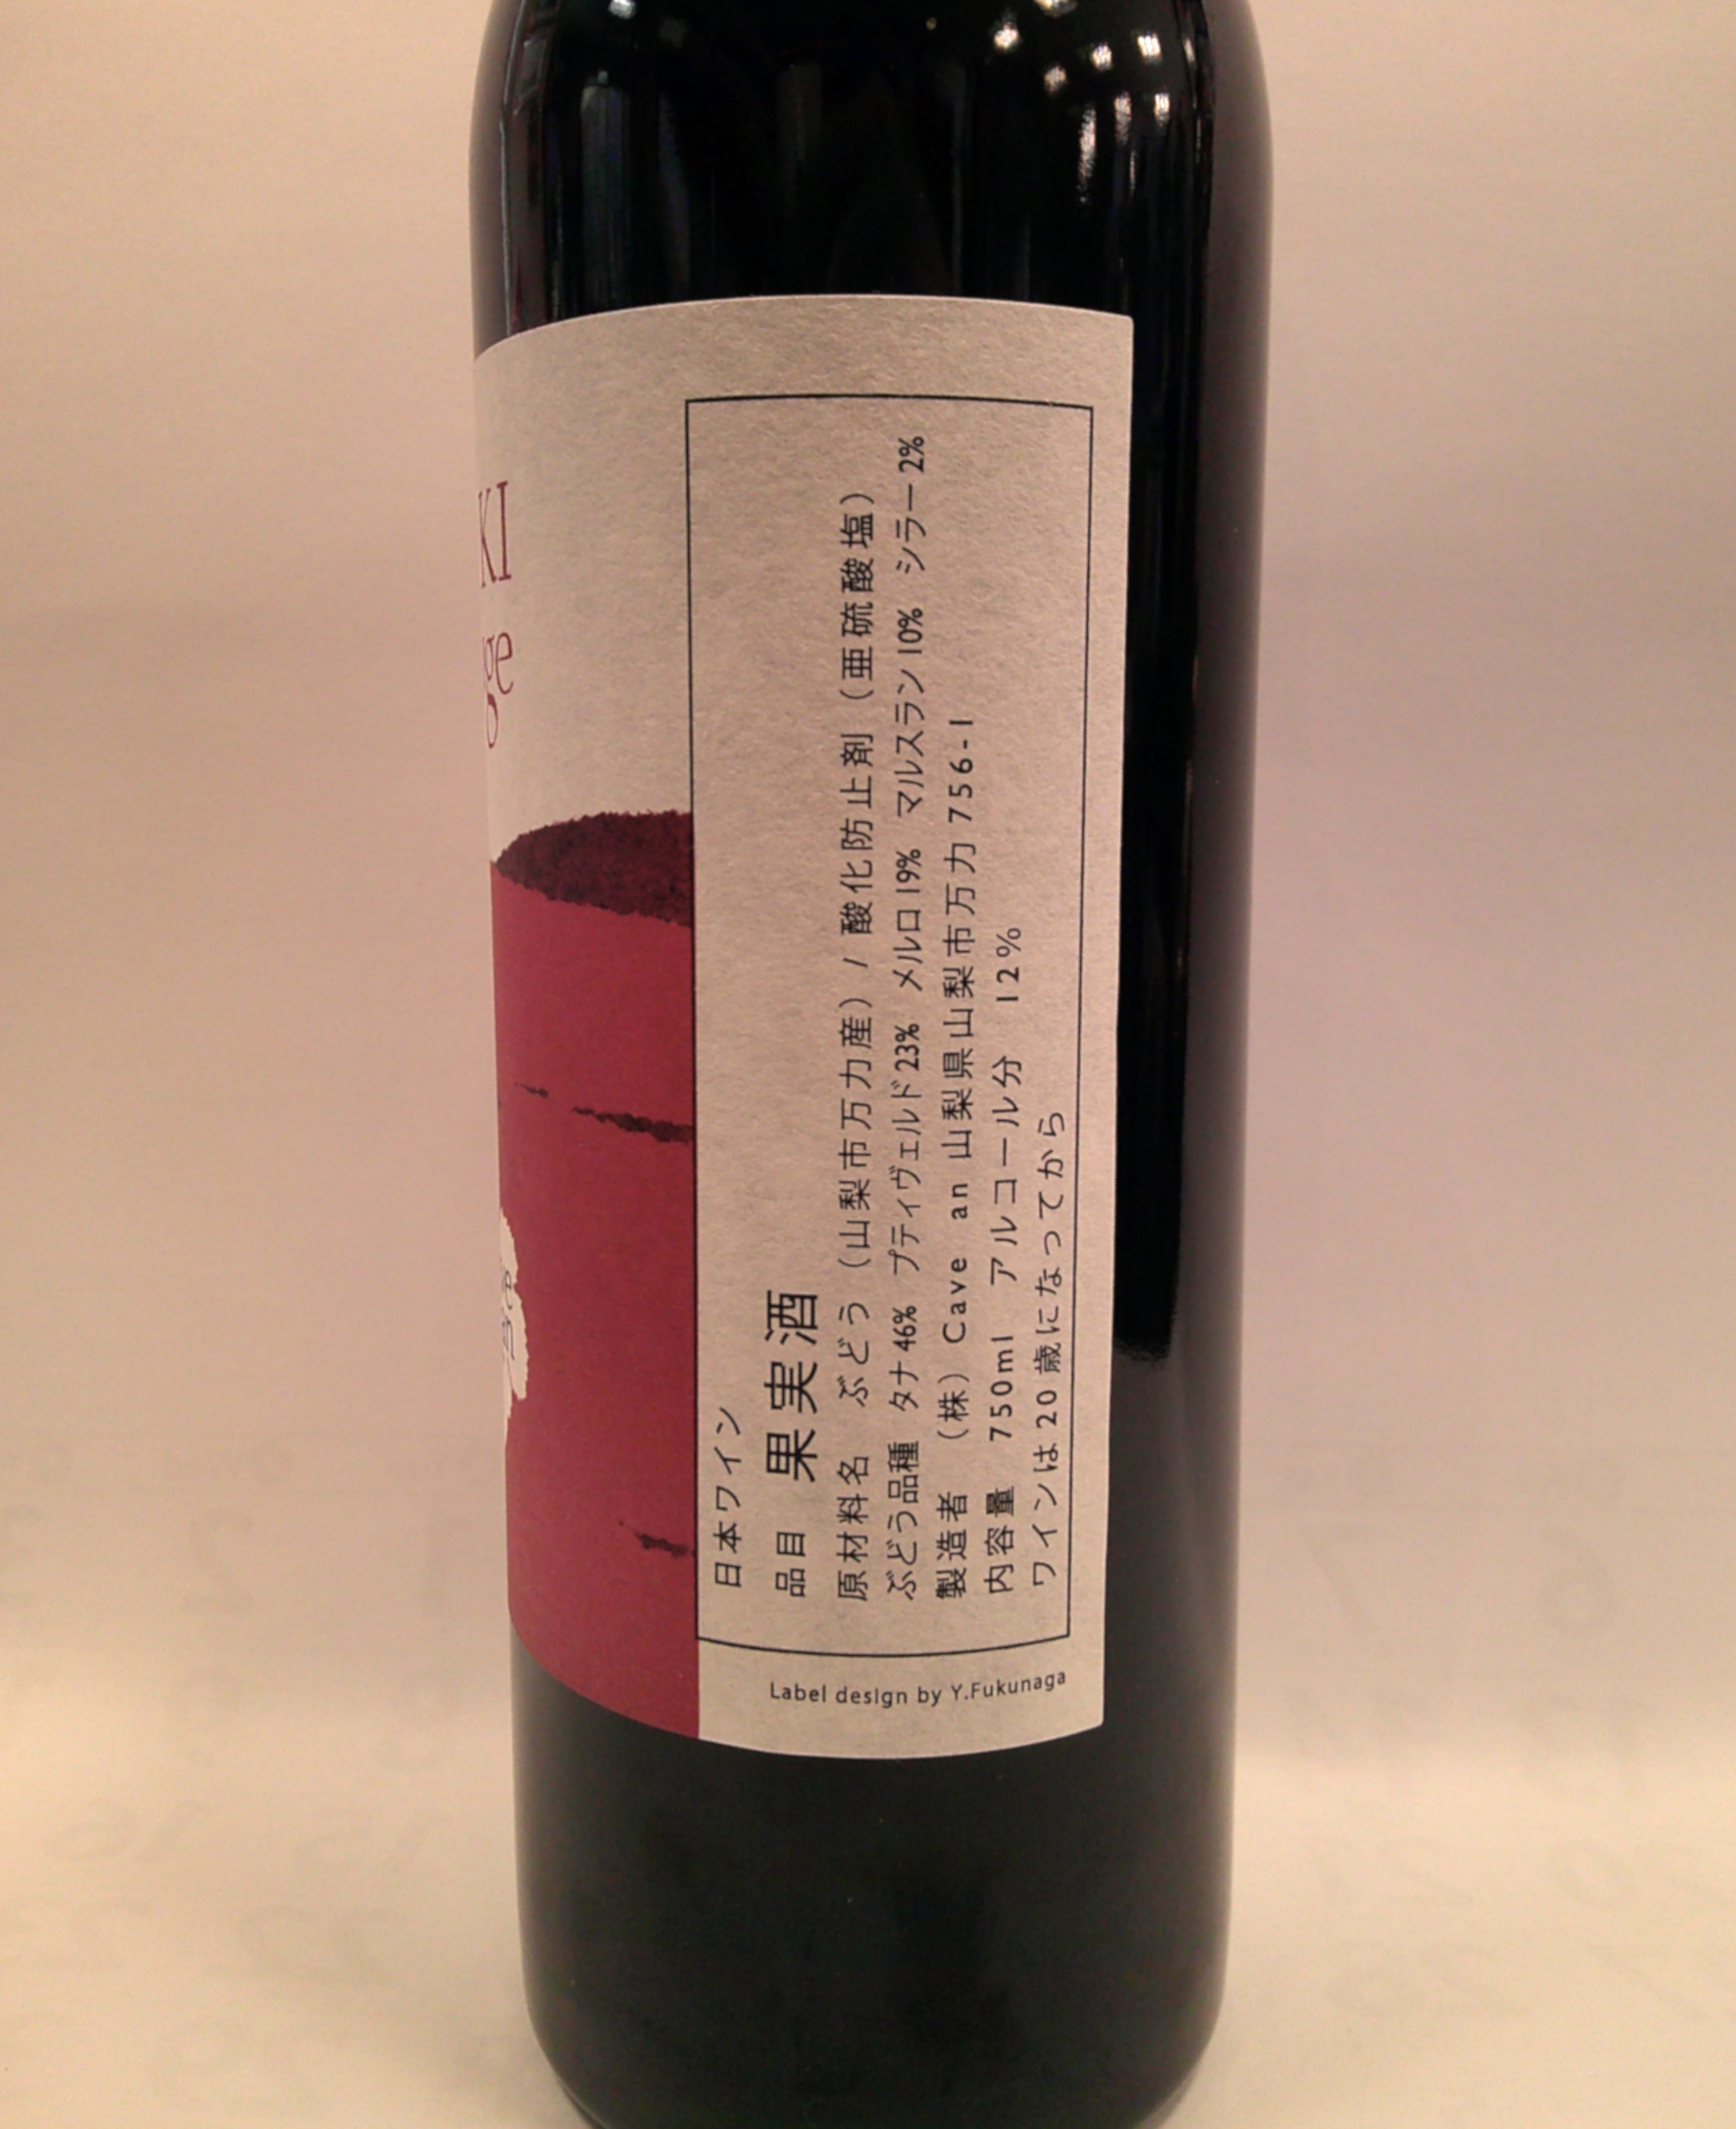 KI
ge
日本ワイン
品目 果実酒
原材料名 ぶどう（山梨市万力産）/ 酸化防止剤（亜硫酸塩）
ぶどう品種 タナ46% プティヴェルド23% メルロ19% マルスラン10% シラー2%
製造者 （株）Cave an 山梨県山梨市万力756-1
内容量 750ml アルコール分 12%
ワインは20歳になってから
Label design by Y.Fukunaga